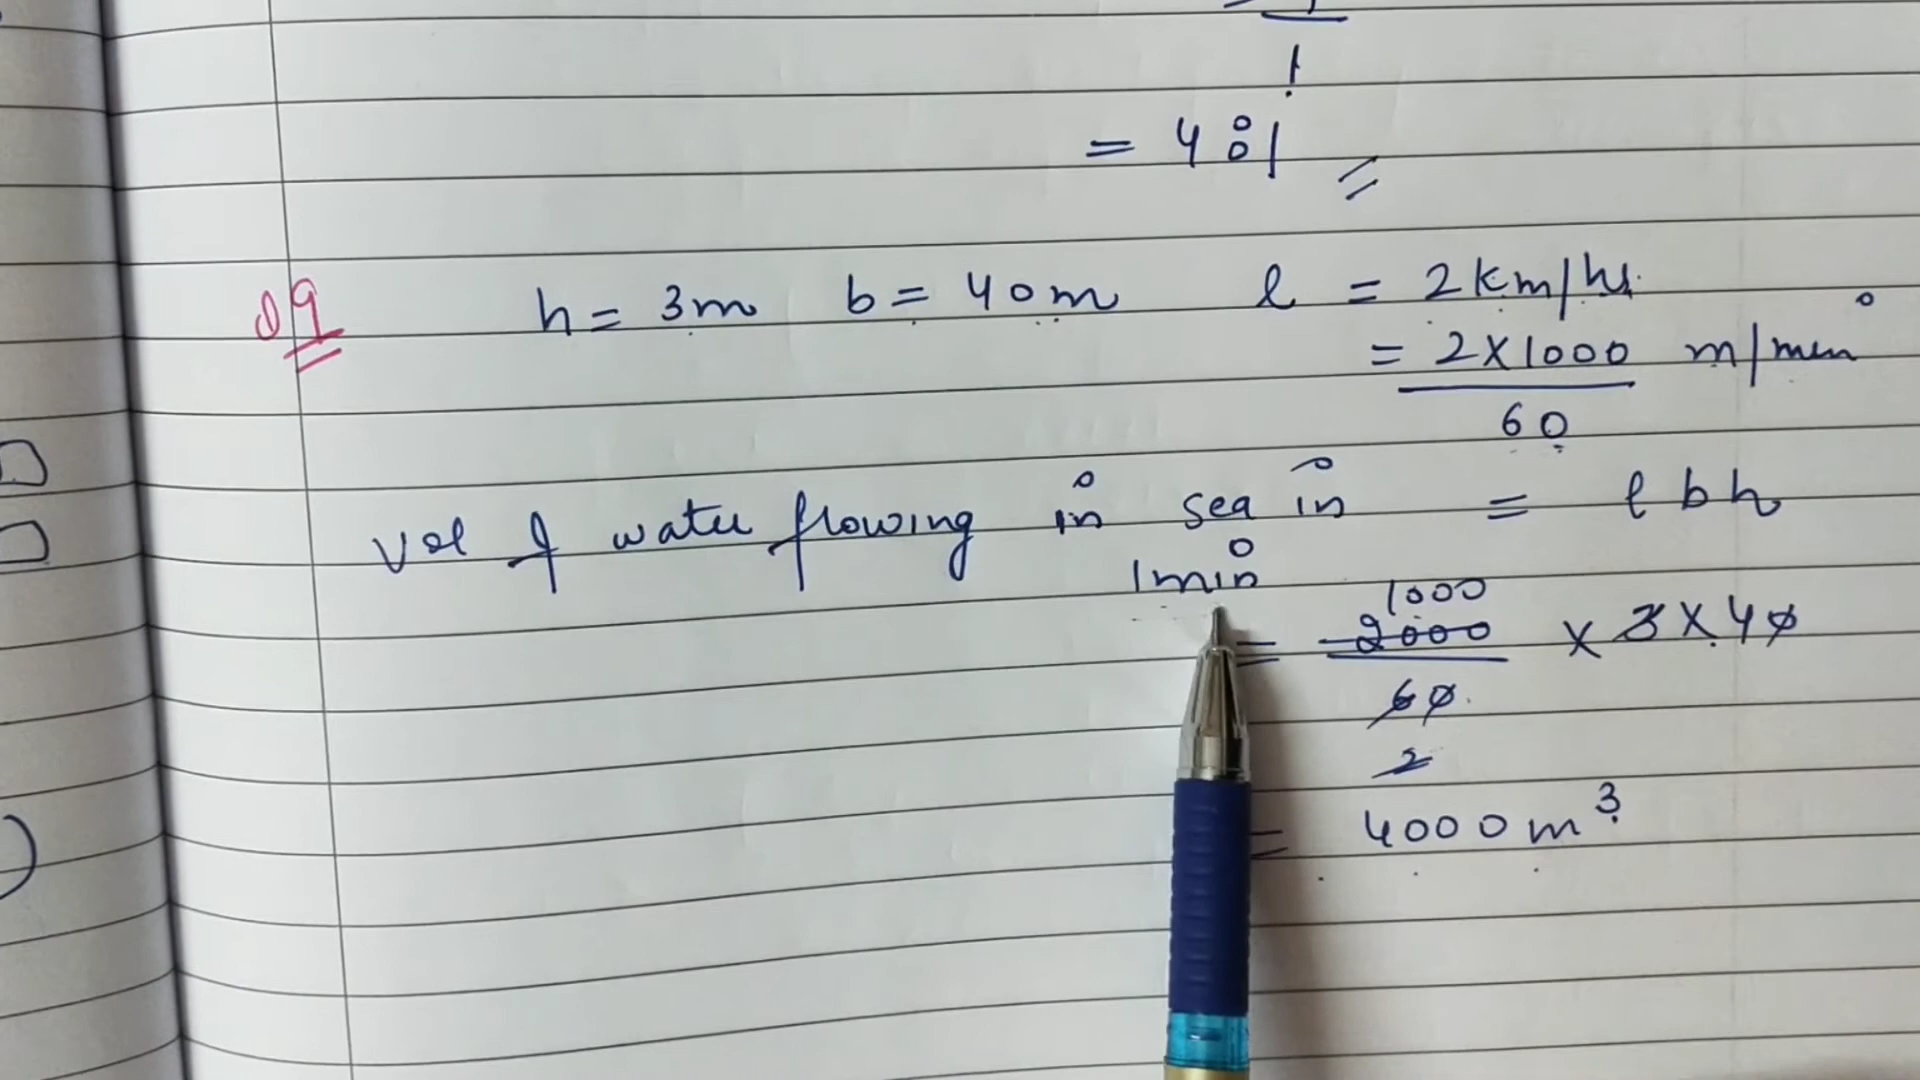 1
= 4 : 1
Q9 h = 3m b = 40m l = 2km/hr
= 2 X 1000 m/min
60
Vol of water flowing in sea in = l b h
1min
1000
= 2000 X 3 X 40
60
2
= 4000 m³